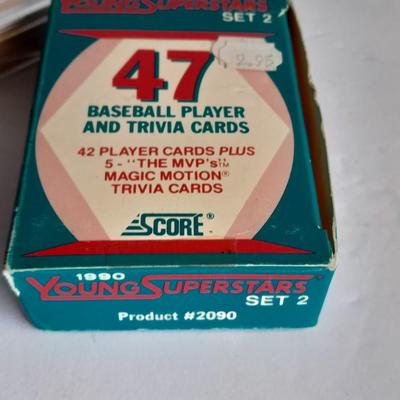 YOUNG SUPERSTARS
SET 2
2.95
47
BASEBALL PLAYER
AND TRIVIA CARDS
42 PLAYER CARDS PLUS
5 - "THE MVP's"™
MAGIC MOTION®
TRIVIA CARDS
SCORE®
1990
YOUNG SUPERSTARS
SET 2
Product #2090